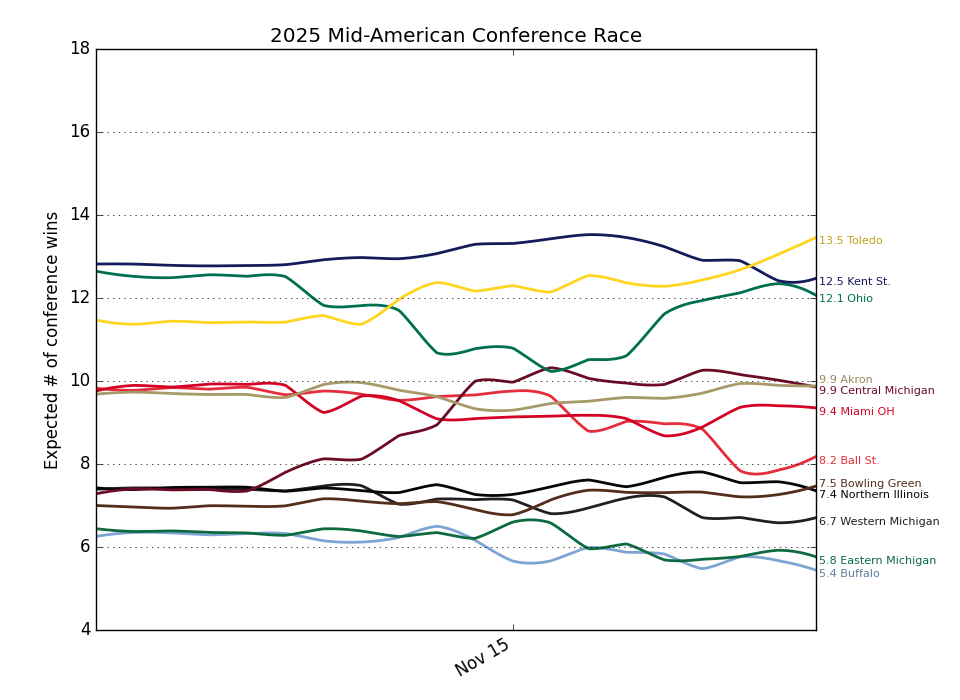 2025 Mid-American Conference Race
Expected # of conference wins
18
16
14
12
10
8
6
4
Nov 15
13.5 Toledo
12.5 Kent St.
12.1 Ohio
9.9 Akron
9.9 Central Michigan
9.4 Miami OH
8.2 Ball St.
7.5 Bowling Green
7.4 Northern Illinois
6.7 Western Michigan
5.8 Eastern Michigan
5.4 Buffalo